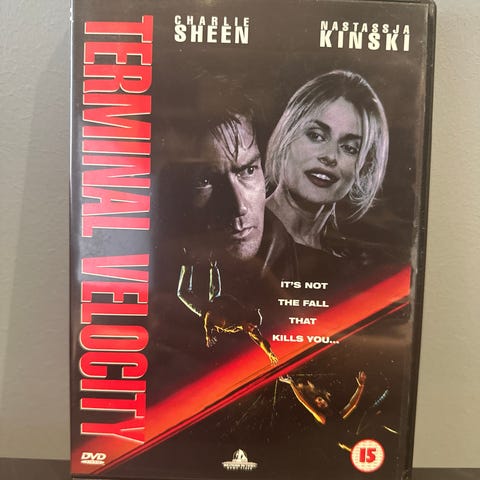 TERMINAL VELOCITY
CHARLIE
SHEEN
NASTASSJA
KINSKI
IT'S NOT
THE FALL
THAT
KILLS YOU...
DVD
15